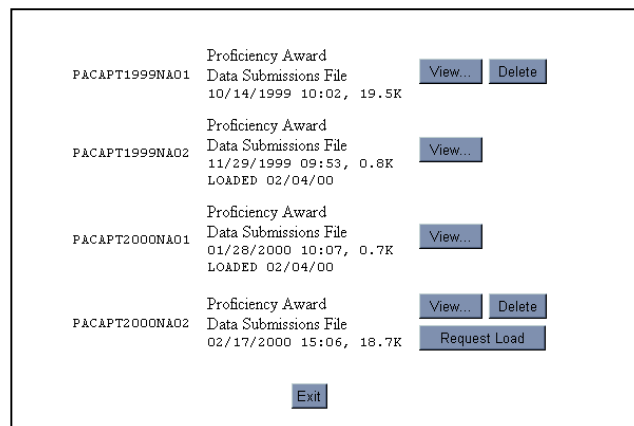 Proficiency Award
PACAPT1999NA01 Data Submissions File View... Delete
10/14/1999 10:02, 19.5K
Proficiency Award
PACAPT1999NA02 Data Submissions File View...
11/29/1999 09:53, 0.8K
LOADED 02/04/00
Proficiency Award
PACAPT2000NA01 Data Submissions File View...
01/28/2000 10:07, 0.7K
LOADED 02/04/00
Proficiency Award View... Delete
PACAPT2000NA02 Data Submissions File
02/17/2000 15:06, 18.7K Request Load
Exit